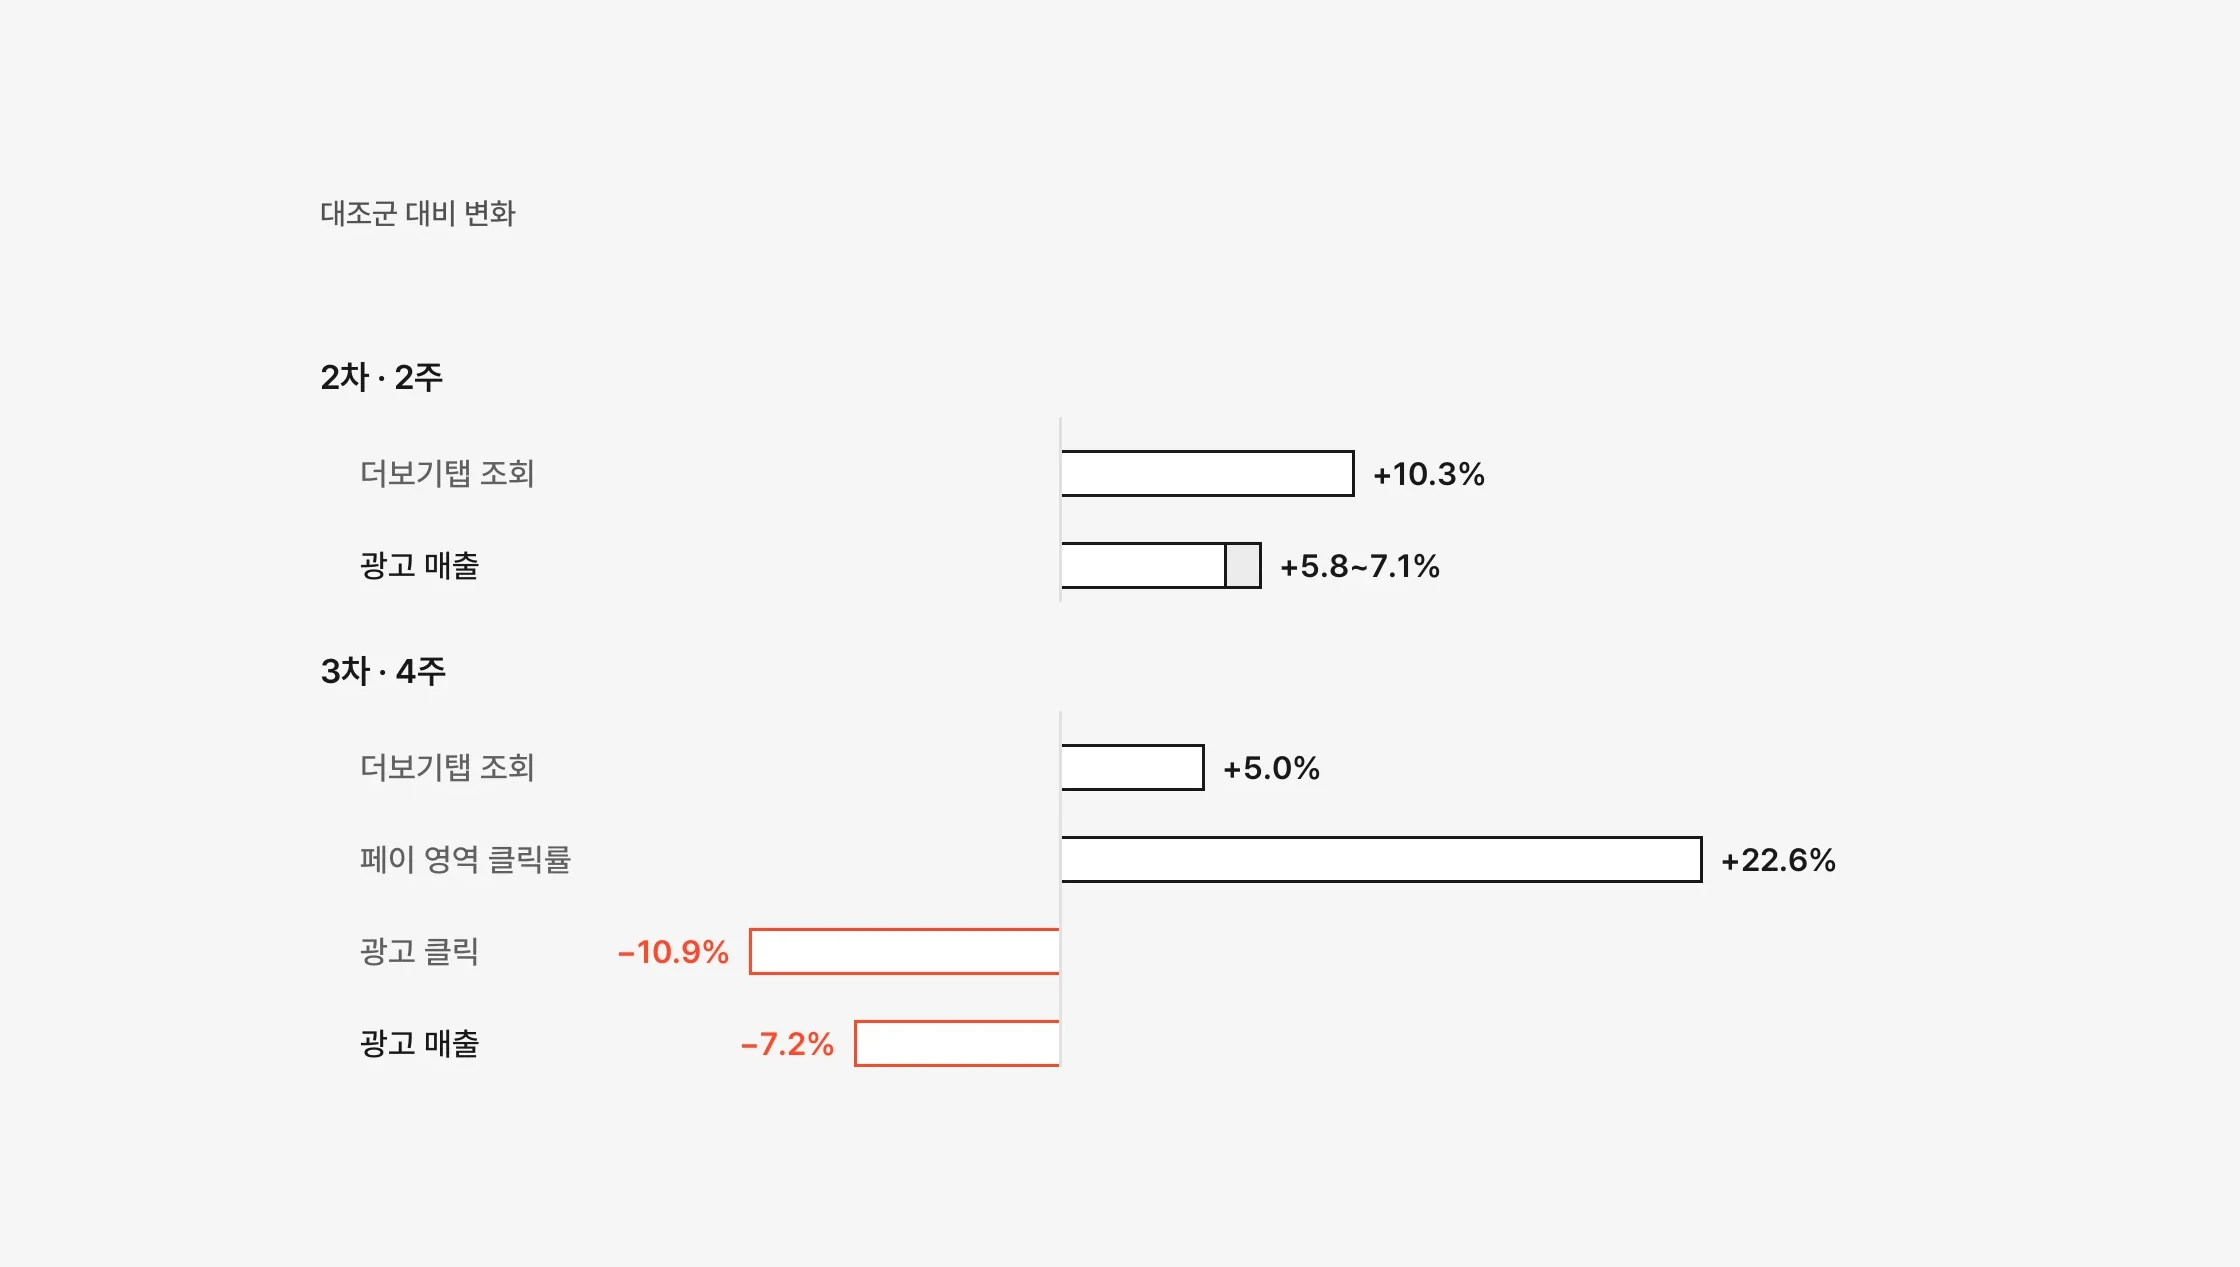 대조군 대비 변화
2차 · 2주
더보기탭 조회 +10.3%
광고 매출 +5.8~7.1%
3차 · 4주
더보기탭 조회 +5.0%
페이 영역 클릭률 +22.6%
광고 클릭 −10.9%
광고 매출 −7.2%